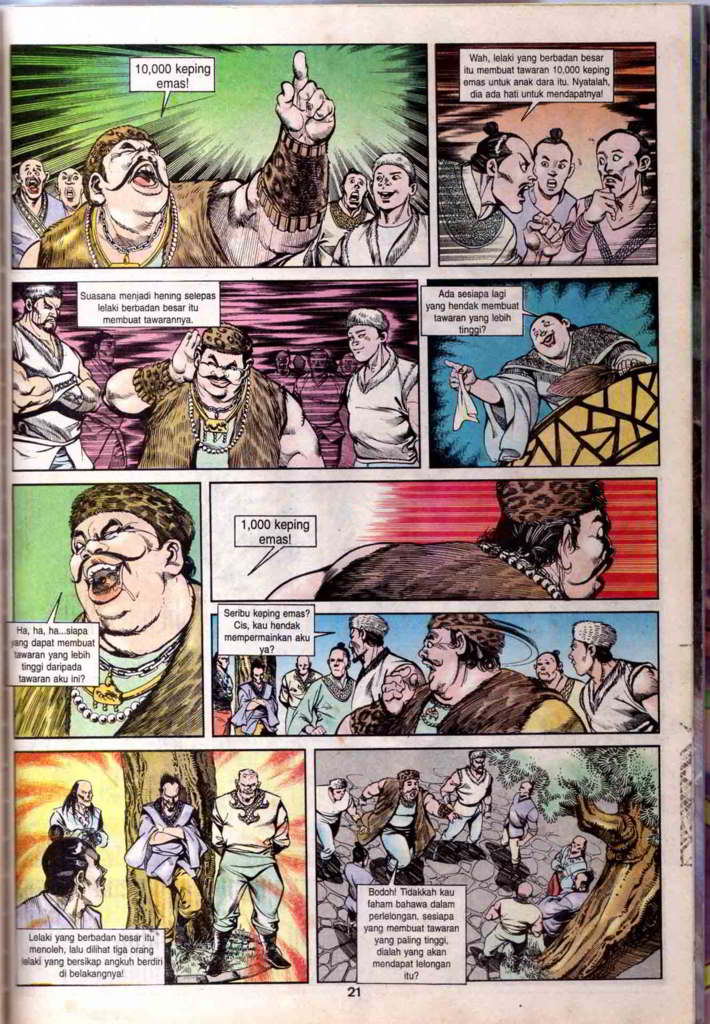 10,000 keping
emas!
Wah, lelaki yang berbadan besar
itu membuat tawaran 10,000 keping
emas untuk anak dara itu. Nyatalah,
dia ada hati untuk mendapatnya!
Suasana menjadi hening selepas
lelaki berbadan besar itu
membuat tawarannya.
Ada sesiapa lagi
yang hendak membuat
tawaran yang lebih
tinggi?
Ha, ha, ha...siapa
yang dapat membuat
tawaran yang lebih
tinggi daripada
tawaran aku ini?
1,000 keping
emas!
Seribu keping emas?
Cis, kau hendak
mempermainkan aku
ya?
Lelaki yang berbadan besar itu
menoleh, lalu dilihat tiga orang
lelaki yang bersikap angkuh berdiri
di belakangnya!
Bodoh! Tidakkah kau
faham bahawa dalam
perlelongan, sesiapa
yang membuat tawaran
yang paling tinggi,
dialah yang akan
mendapat lelongan
itu?
21